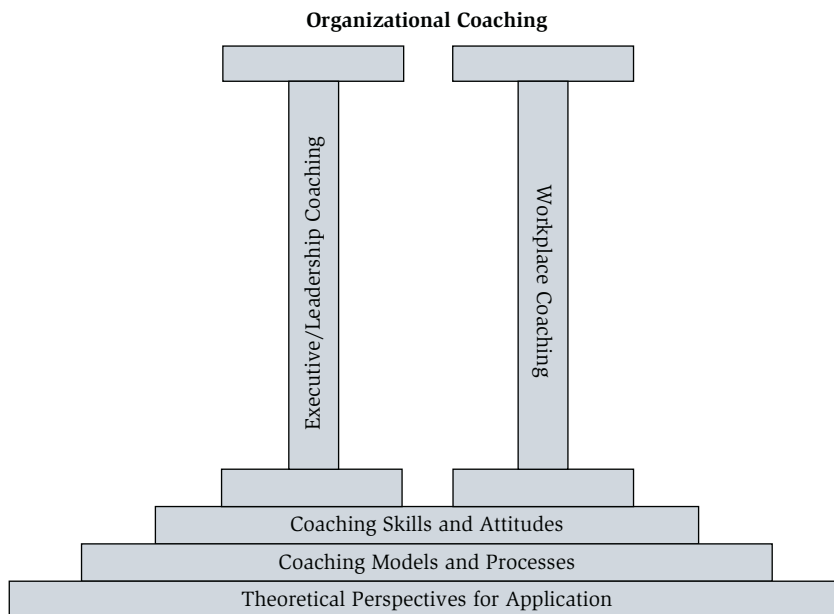 Organizational Coaching
Executive/Leadership Coaching
Workplace Coaching
Coaching Skills and Attitudes
Coaching Models and Processes
Theoretical Perspectives for Application